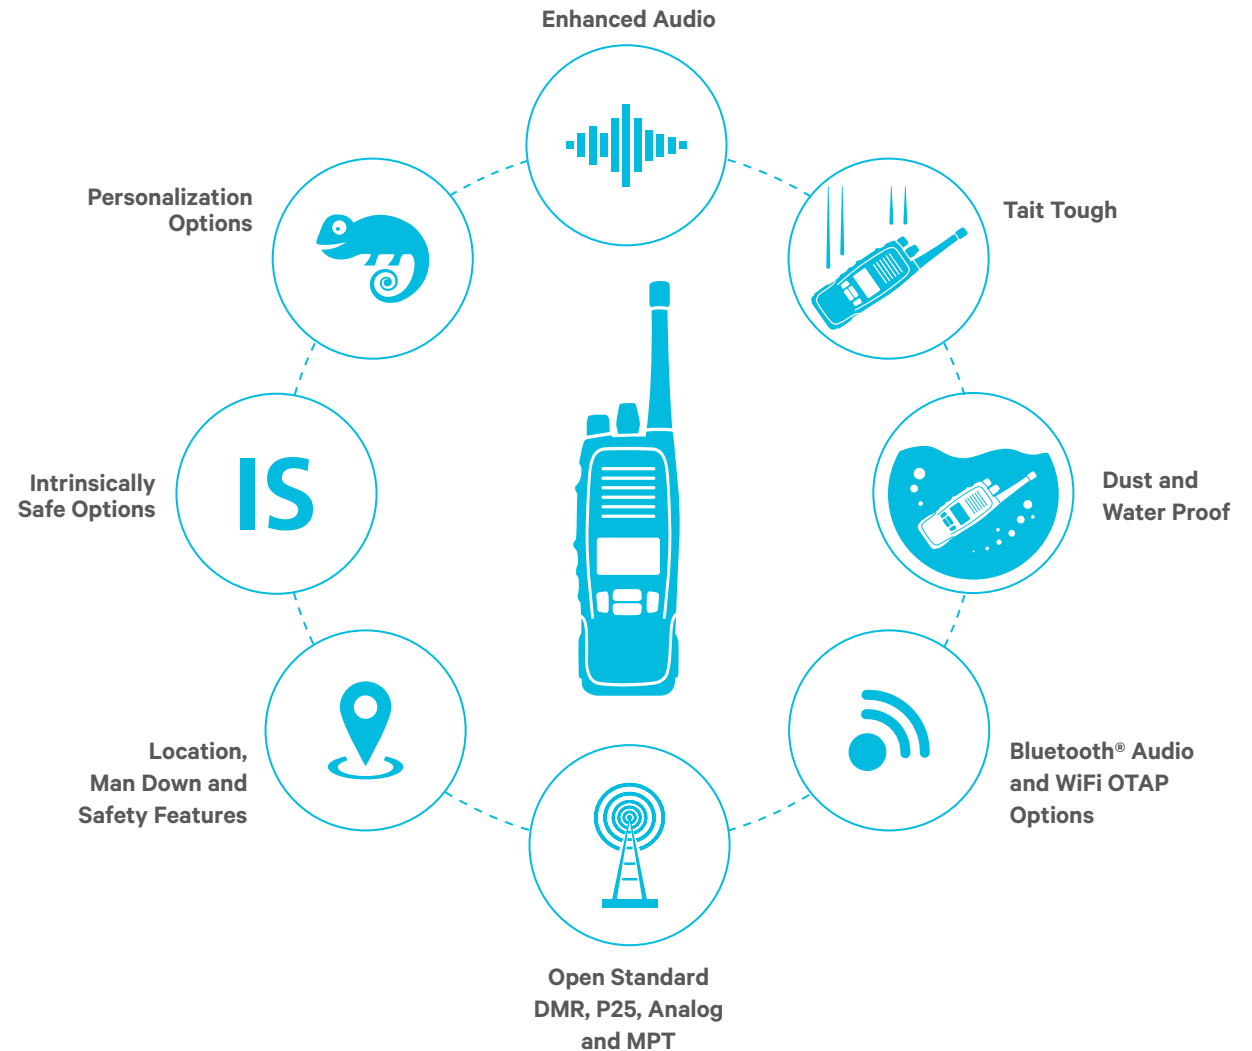 Enhanced Audio
Tait Tough
Dust and
Water Proof
Bluetooth® Audio
and WiFi OTAP
Options
Open Standard
DMR, P25, Analog
and MPT
Location,
Man Down and
Safety Features
Intrinsically
Safe Options
IS
Personalization
Options